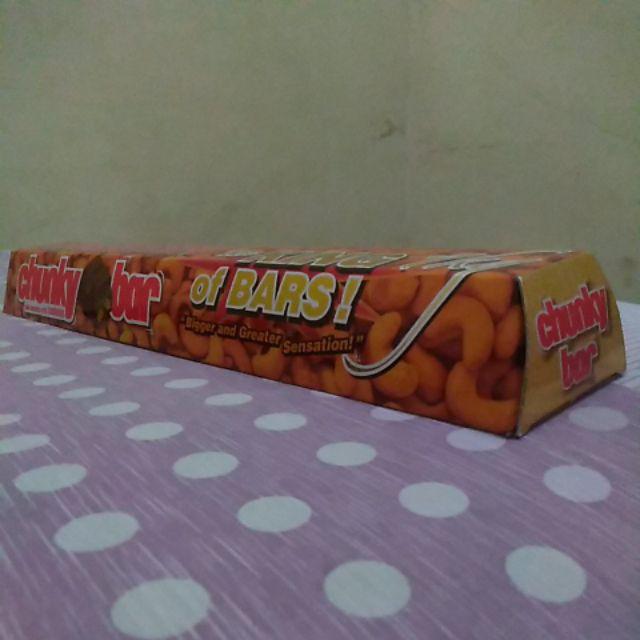 chunky bar
of BARS!
"Bigger and Greater Sensation!"
chunky
bar